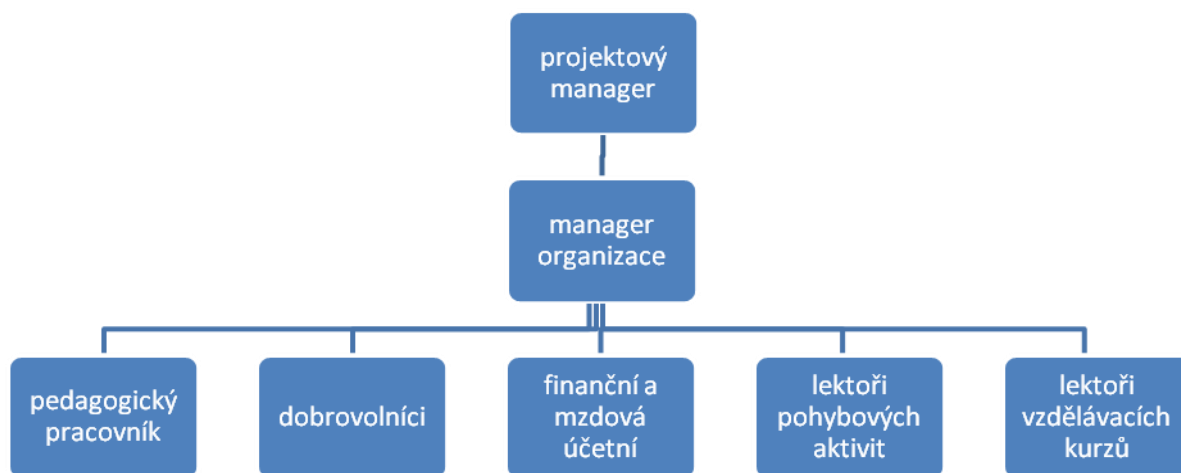 projektový
manager
manager
organizace
pedagogický
pracovník
dobrovolníci
finanční a
mzdová
účetní
lektoři
pohybových
aktivit
lektoři
vzdělávacích
kurzů